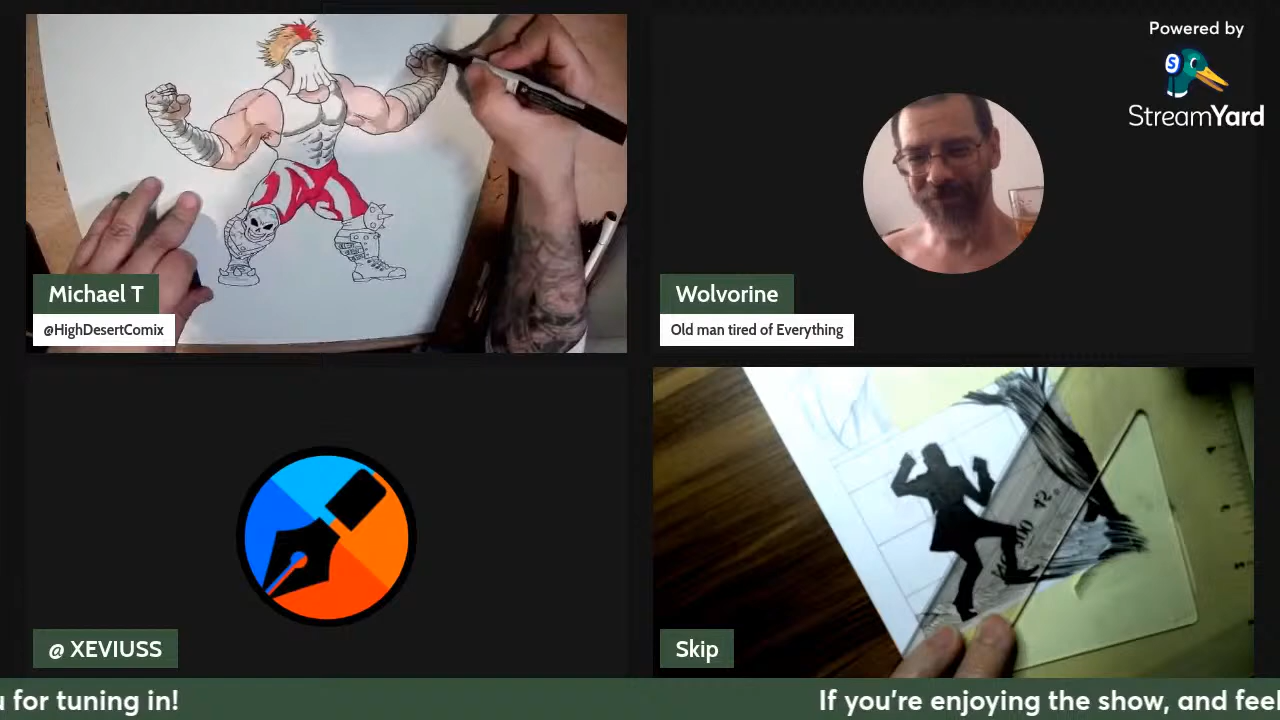 Powered by
StreamYard
Michael T
@HighDesertComix
Wolvorine
Old man tired of Everything
@ XEVIUSS
Skip
u for tuning in!
If you're enjoying the show, and feel